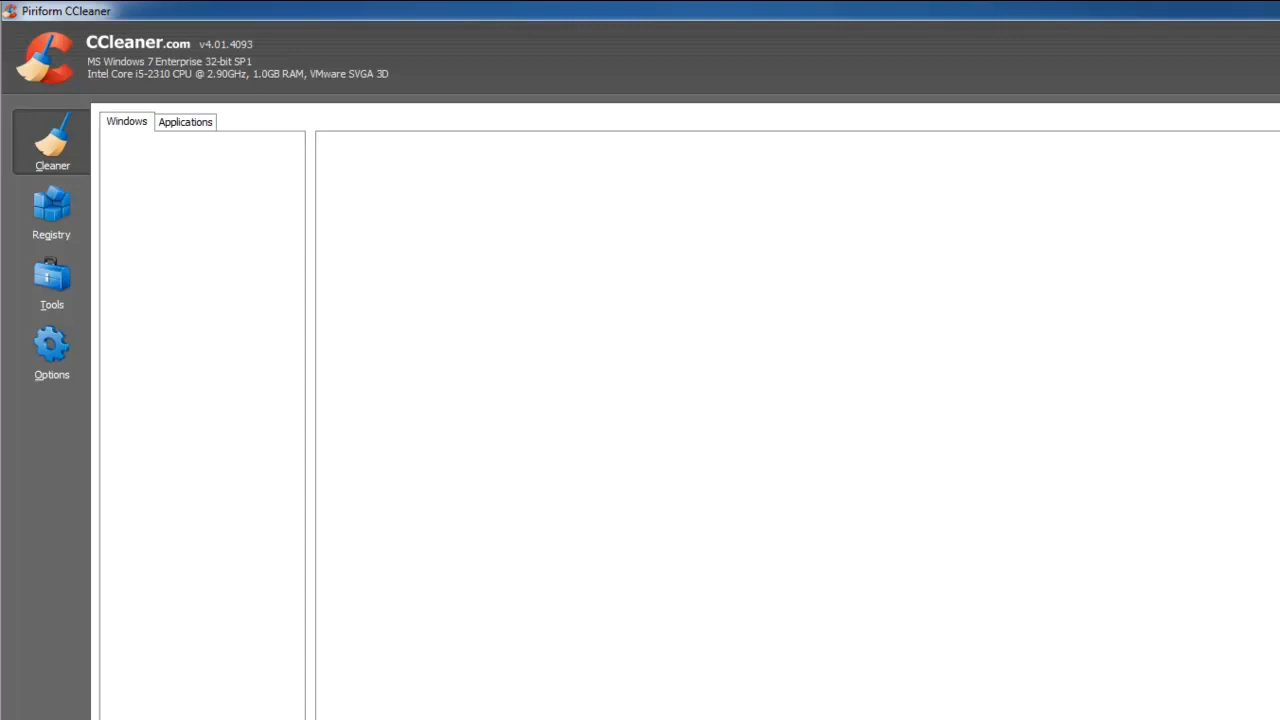 Piriform CCleaner
CCleaner.com v4.01.4093
MS Windows 7 Enterprise 32-bit SP1
Intel Core i5-2310 CPU @ 2.90GHz, 1.0GB RAM, VMware SVGA 3D
Windows Applications
Cleaner
Registry
Tools
Options